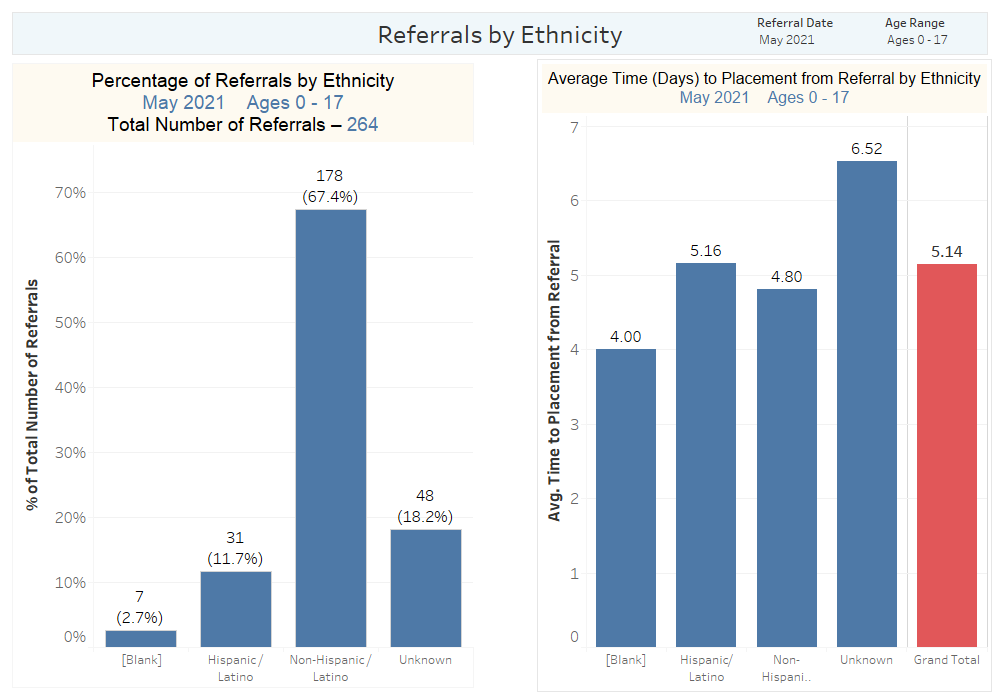 Referrals by Ethnicity
Referral Date
May 2021
Age Range
Ages 0 - 17
Percentage of Referrals by Ethnicity
May 2021 Ages 0 - 17
Total Number of Referrals – 264
% of Total Number of Referrals
70%
60%
50%
40%
30%
20%
10%
0%
7
(2.7%)
31
(11.7%)
178
(67.4%)
48
(18.2%)
[Blank]
Hispanic /
Latino
Non-Hispanic /
Latino
Unknown
Average Time (Days) to Placement from Referral by Ethnicity
May 2021 Ages 0 - 17
Avg. Time to Placement from Referral
7
6
5
4
3
2
1
0
4.00
5.16
4.80
6.52
5.14
[Blank]
Hispanic/
Latino
Non-
Hispani..
Unknown
Grand Total